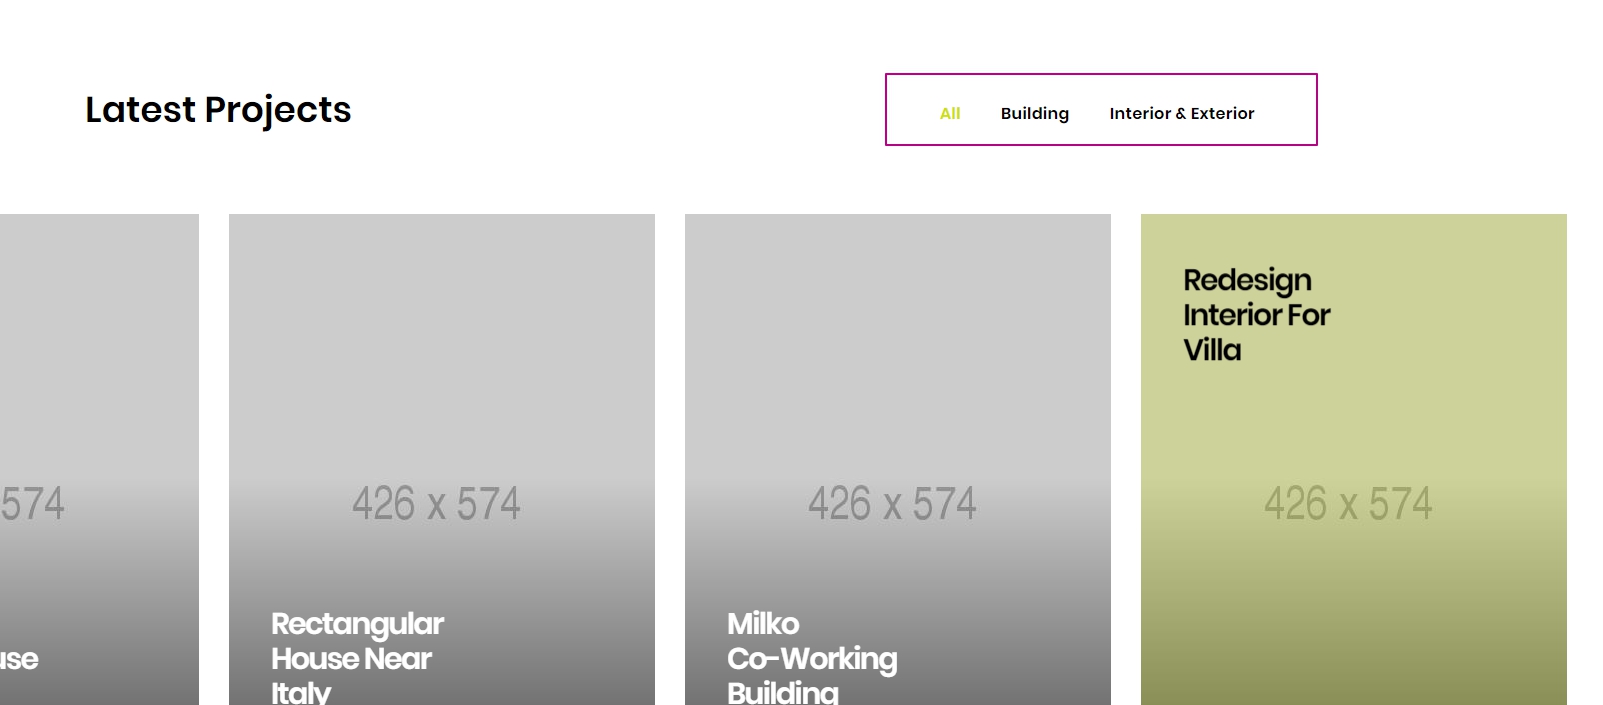 Latest Projects
All Building Interior & Exterior
574
use
426 x 574
Rectangular
House Near
Italy
426 x 574
Milko
Co-Working
Building
Redesign
Interior For
Villa
426 x 574